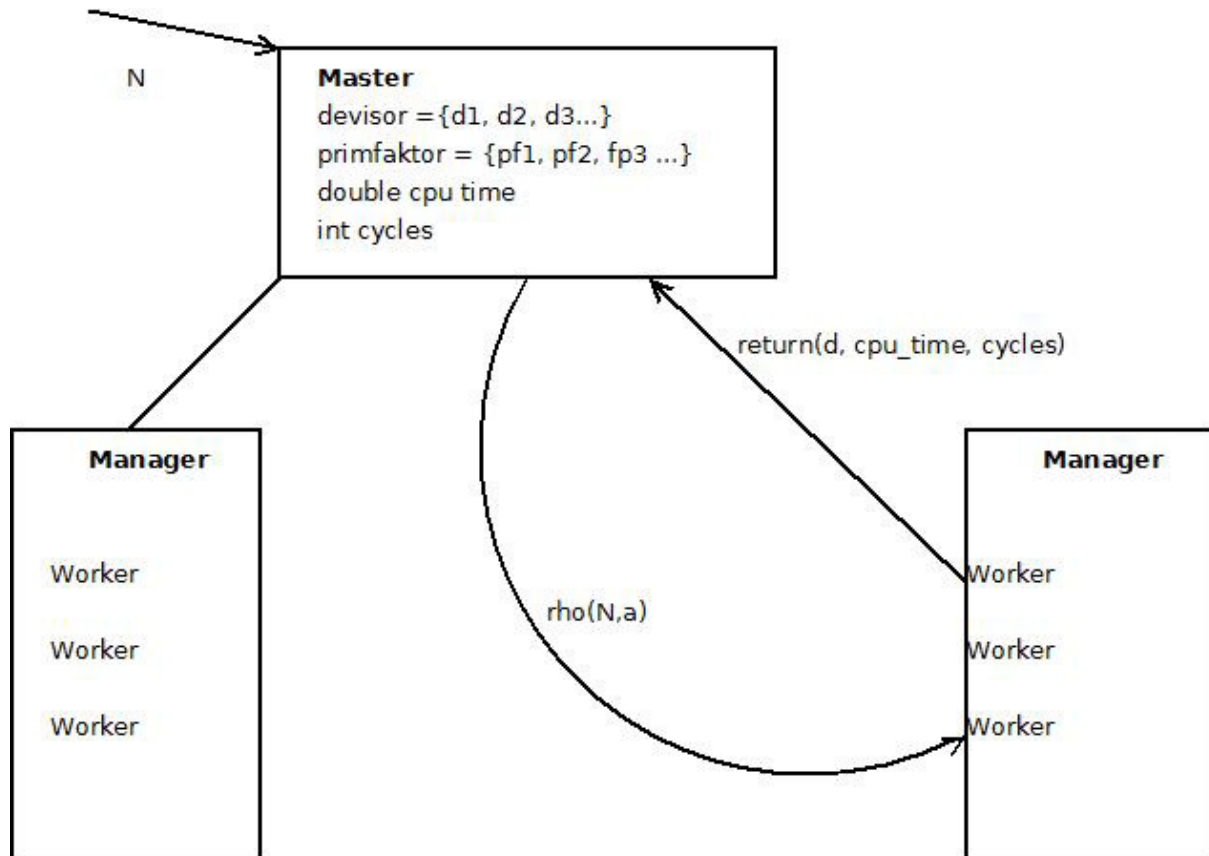 N
Master
devisor ={d1, d2, d3...}
primfaktor = {pf1, pf2, fp3 ...}
double cpu time
int cycles
return(d, cpu_time, cycles)
rho(N,a)
Manager
Worker
Worker
Worker
Manager
Worker
Worker
Worker